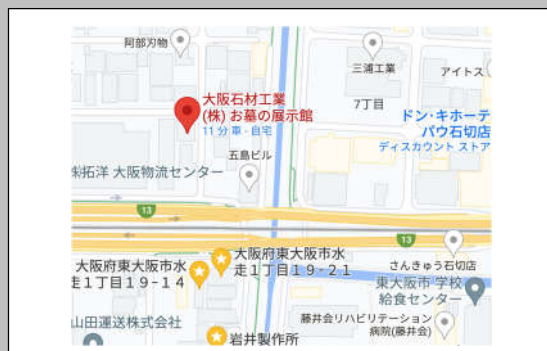 阿部刃物
三浦工業
アイトス
大阪石材工業
(株)お墓の展示館
11 分 車 - 自宅
7丁目
ドン・キホーテ
パウ石切店
ディスカウント ストア
五島ビル
㈱拓洋 大阪物流センター
13
13
大阪府東大阪市水
走1丁目19-21
大阪府東大阪市水
走1丁目19-14
さんきゅう石切店
東大阪市 学校
給食センター
山田運送株式会社
岩井製作所
藤井会リハビリテーション
病院(藤井会)